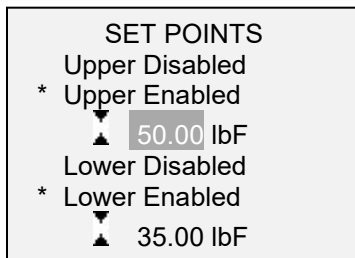 SET POINTS
Upper Disabled
* Upper Enabled
50.00 lbF
Lower Disabled
* Lower Enabled
35.00 lbF